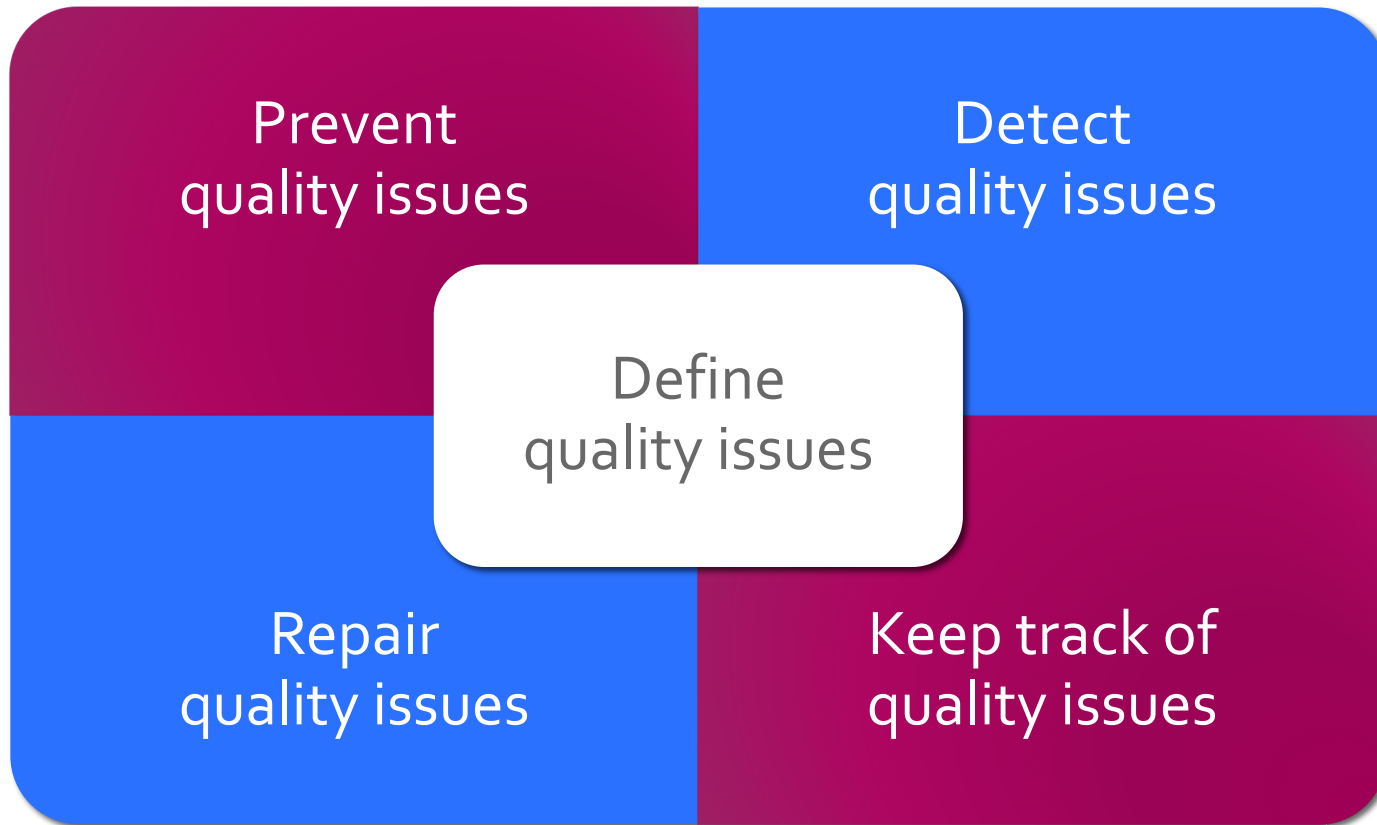 Prevent
quality issues
Detect
quality issues
Define
quality issues
Repair
quality issues
Keep track of
quality issues